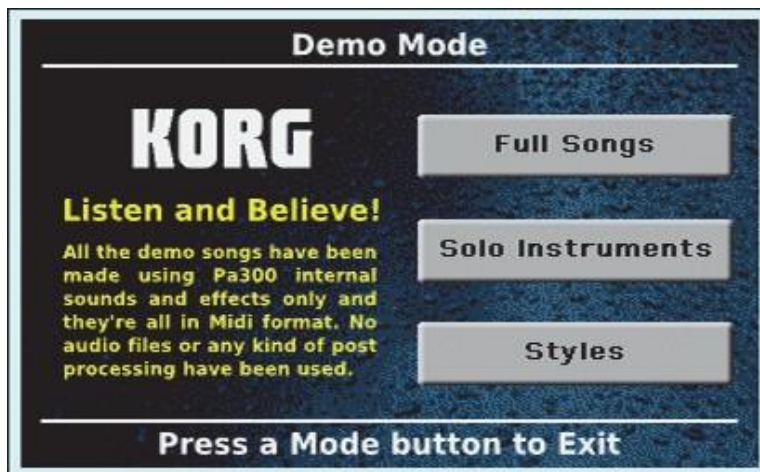 Demo Mode
KORG
Listen and Believe!
All the demo songs have been
made using Pa300 internal
sounds and effects only and
they're all in Midi format. No
audio files or any kind of post
processing have been used.
Full Songs
Solo Instruments
Styles
Press a Mode button to Exit